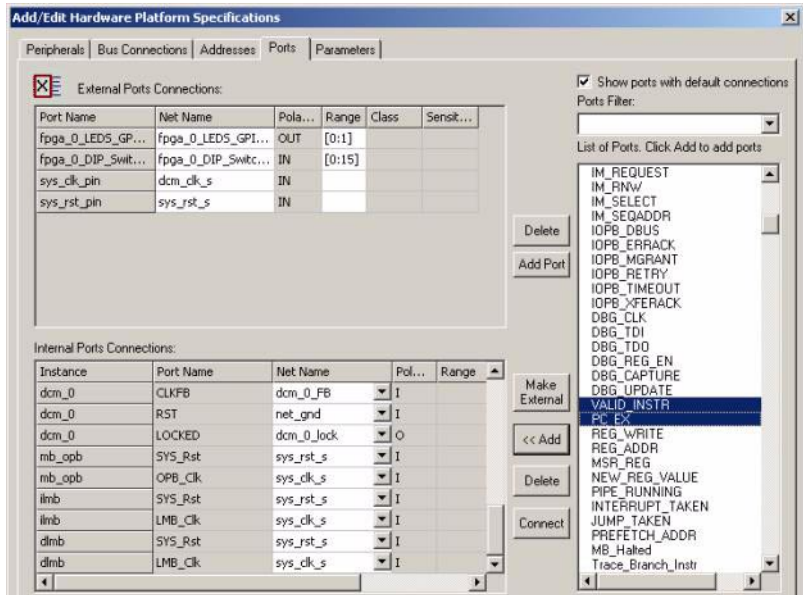 Add/Edit Hardware Platform Specifications
Peripherals Bus Connections Addresses Ports Parameters
External Ports Connections:
Port Name Net Name Pola... Range Class Sensit...
fpga_0_LEDS_GP... fpga_0_LEDS_GPI... OUT [0:1]
fpga_0_DIP_Swit... fpga_0_DIP_Switc... IN [0:15]
sys_clk_pin dcm_clk_s IN
sys_rst_pin sys_rst_s IN
Delete
Add Port
Internal Ports Connections:
Instance Port Name Net Name Pol... Range
dcm_0 CLKFB dcm_0_FB I
dcm_0 RST net_gnd I
dcm_0 LOCKED dcm_0_lock O
mb_opb SYS_Rst sys_rst_s I
mb_opb OPB_Clk sys_clk_s I
ilmb SYS_Rst sys_rst_s I
ilmb LMB_Clk sys_clk_s I
dlmb SYS_Rst sys_rst_s I
dlmb LMB_Clk sys_clk_s I
Make
External
<< Add
Delete
Connect
Show ports with default connections
Ports Filter:
List of Ports. Click Add to add ports
IM_REQUEST
IM_RNW
IM_SELECT
IM_SEQADDR
IOPB_DBUS
IOPB_ERRACK
IOPB_MGRANT
IOPB_RETRY
IOPB_TIMEOUT
IOPB_XFERACK
DBG_CLK
DBG_TDI
DBG_TDO
DBG_REG_EN
DBG_CAPTURE
DBG_UPDATE
VALID_INSTR
PC_EX
REG_WRITE
REG_ADDR
MSR_REG
NEW_REG_VALUE
PIPE_RUNNING
INTERRUPT_TAKEN
JUMP_TAKEN
PREFETCH_ADDR
MB_Halted
Trace_Branch_Instr